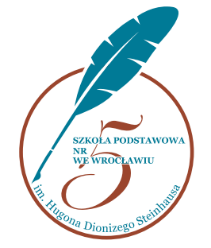 SZKOŁA PODSTAWOWA
NR 5
WE WROCŁAWIU
im. Hugona Dionizego Steinhausa